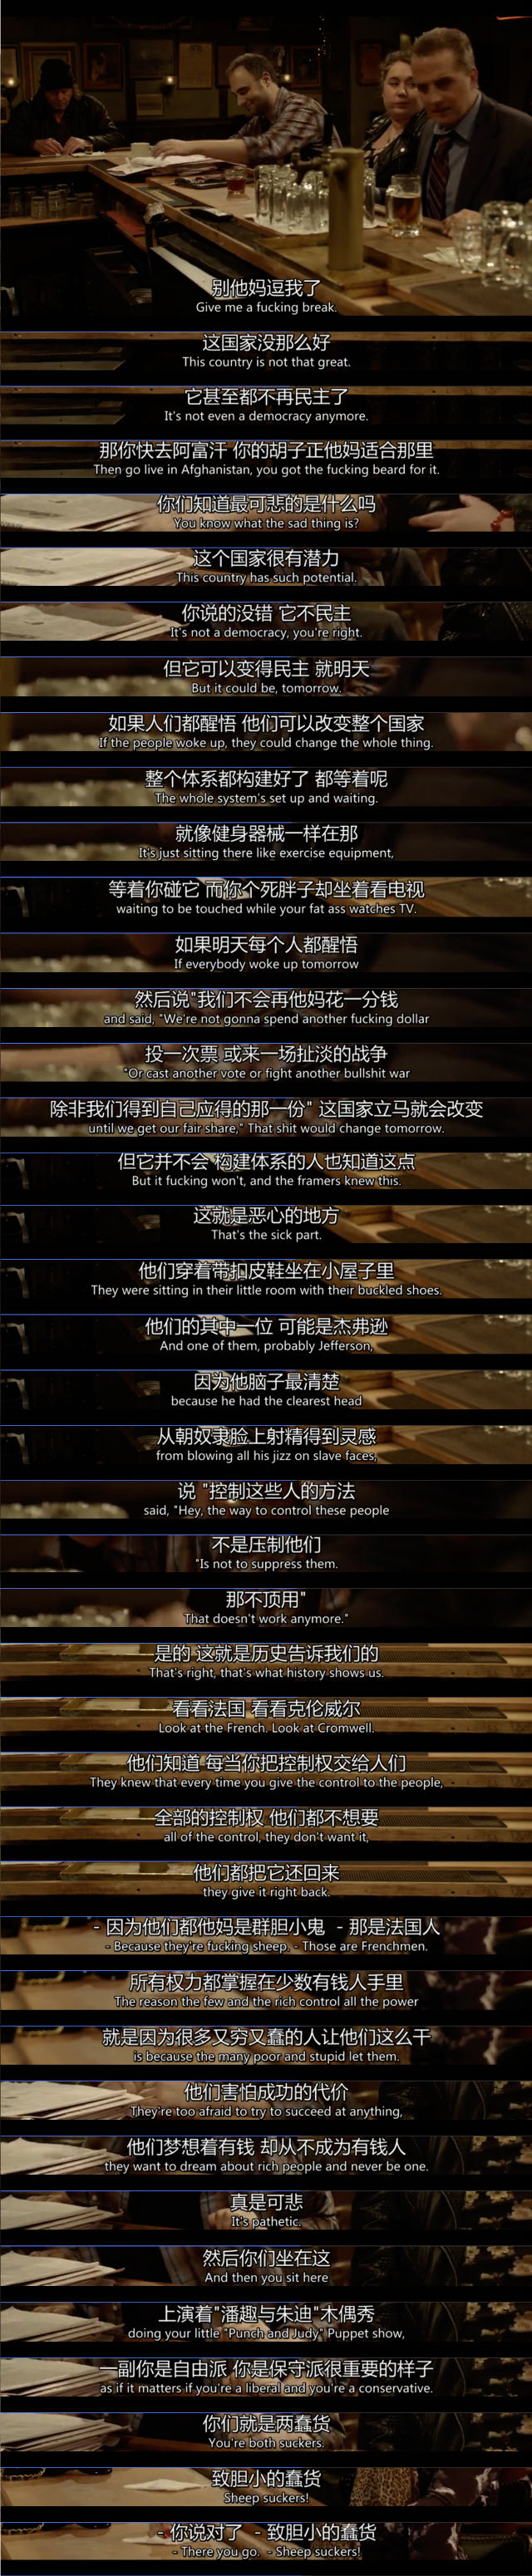 别他妈逗我了
Give me a fucking break.
这国家没那么好
This country is not that great.
它甚至都不再民主了
It's not even a democracy anymore.
那你快去阿富汗 你的胡子正他妈适合那里
Then go live in Afghanistan, you got the fucking beard for it.
你们知道最可悲的是什么吗
You know what the sad thing is?
这个国家很有潜力
This country has such potential.
你说的没错 它不民主
It's not a democracy, you're right.
但它可以变得民主 就明天
But it could be, tomorrow.
如果人们都醒悟 他们可以改变整个国家
If the people woke up, they could change the whole thing.
整个体系都构建好了 都等着呢
The whole system's set up and waiting.
就像健身器械一样在那
It's just sitting there like exercise equipment,
等着你碰它 而你个死胖子却坐着看电视
waiting to be touched while your fat ass watches TV.
如果明天每个人都醒悟
If everybody woke up tomorrow
然后说"我们不会再他妈花一分钱
and said, "We're not gonna spend another fucking dollar
投一次票 或来一场扯淡的战争
"Or cast another vote or fight another bullshit war
除非我们得到自己应得的那一份" 这国家立马就会改变
until we get our fair share," That shit would change tomorrow.
但它并不会 构建体系的人也知道这点
But it fucking won't, and the framers knew this.
这就是恶心的地方
That's the sick part.
他们穿着带扣皮鞋坐在小屋子里
They were sitting in their little room with their buckled shoes.
他们的其中一位 可能是杰弗逊
And one of them, probably Jefferson,
因为他脑子最清楚
because he had the clearest head
从朝奴隶脸上射精得到灵感
from blowing all his jizz on slave faces,
说 "控制这些人的方法
said, "Hey, the way to control these people
不是压制他们
"Is not to suppress them.
那不顶用"
That doesn't work anymore."
是的 这就是历史告诉我们的
That's right, that's what history shows us.
看看法国 看看克伦威尔
Look at the French. Look at Cromwell.
他们知道 每当你把控制权交给人们
They knew that every time you give the control to the people,
全部的控制权 他们都不想要
all of the control, they don't want it,
他们都把它还回来
they give it right back.
- 因为他们都他妈是群胆小鬼 - 那是法国人
- Because they're fucking sheep. - Those are Frenchmen.
所有权力都掌握在少数有钱人手里
The reason the few and the rich control all the power
就是因为很多又穷又蠢的人让他们这么干
is because the many poor and stupid let them.
他们害怕成功的代价
They're too afraid to try to succeed at anything,
他们梦想着有钱 却从不成为有钱人
they want to dream about rich people and never be one.
真是可悲
It's pathetic.
然后你们坐在这
And then you sit here
上演着"潘趣与朱迪"木偶秀
doing your little "Punch and Judy" Puppet show,
一副你是自由派 你是保守派很重要的样子
as if it matters if you're a liberal and you're a conservative.
你们就是两蠢货
You're both suckers.
致胆小的蠢货
Sheep suckers!
- 你说对了 - 致胆小的蠢货
- There you go. - Sheep suckers!